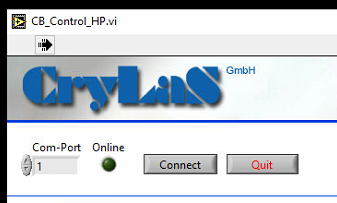 CB_Control_HP.vi
CryLaS GmbH
Com-Port Online
1 Connect Quit